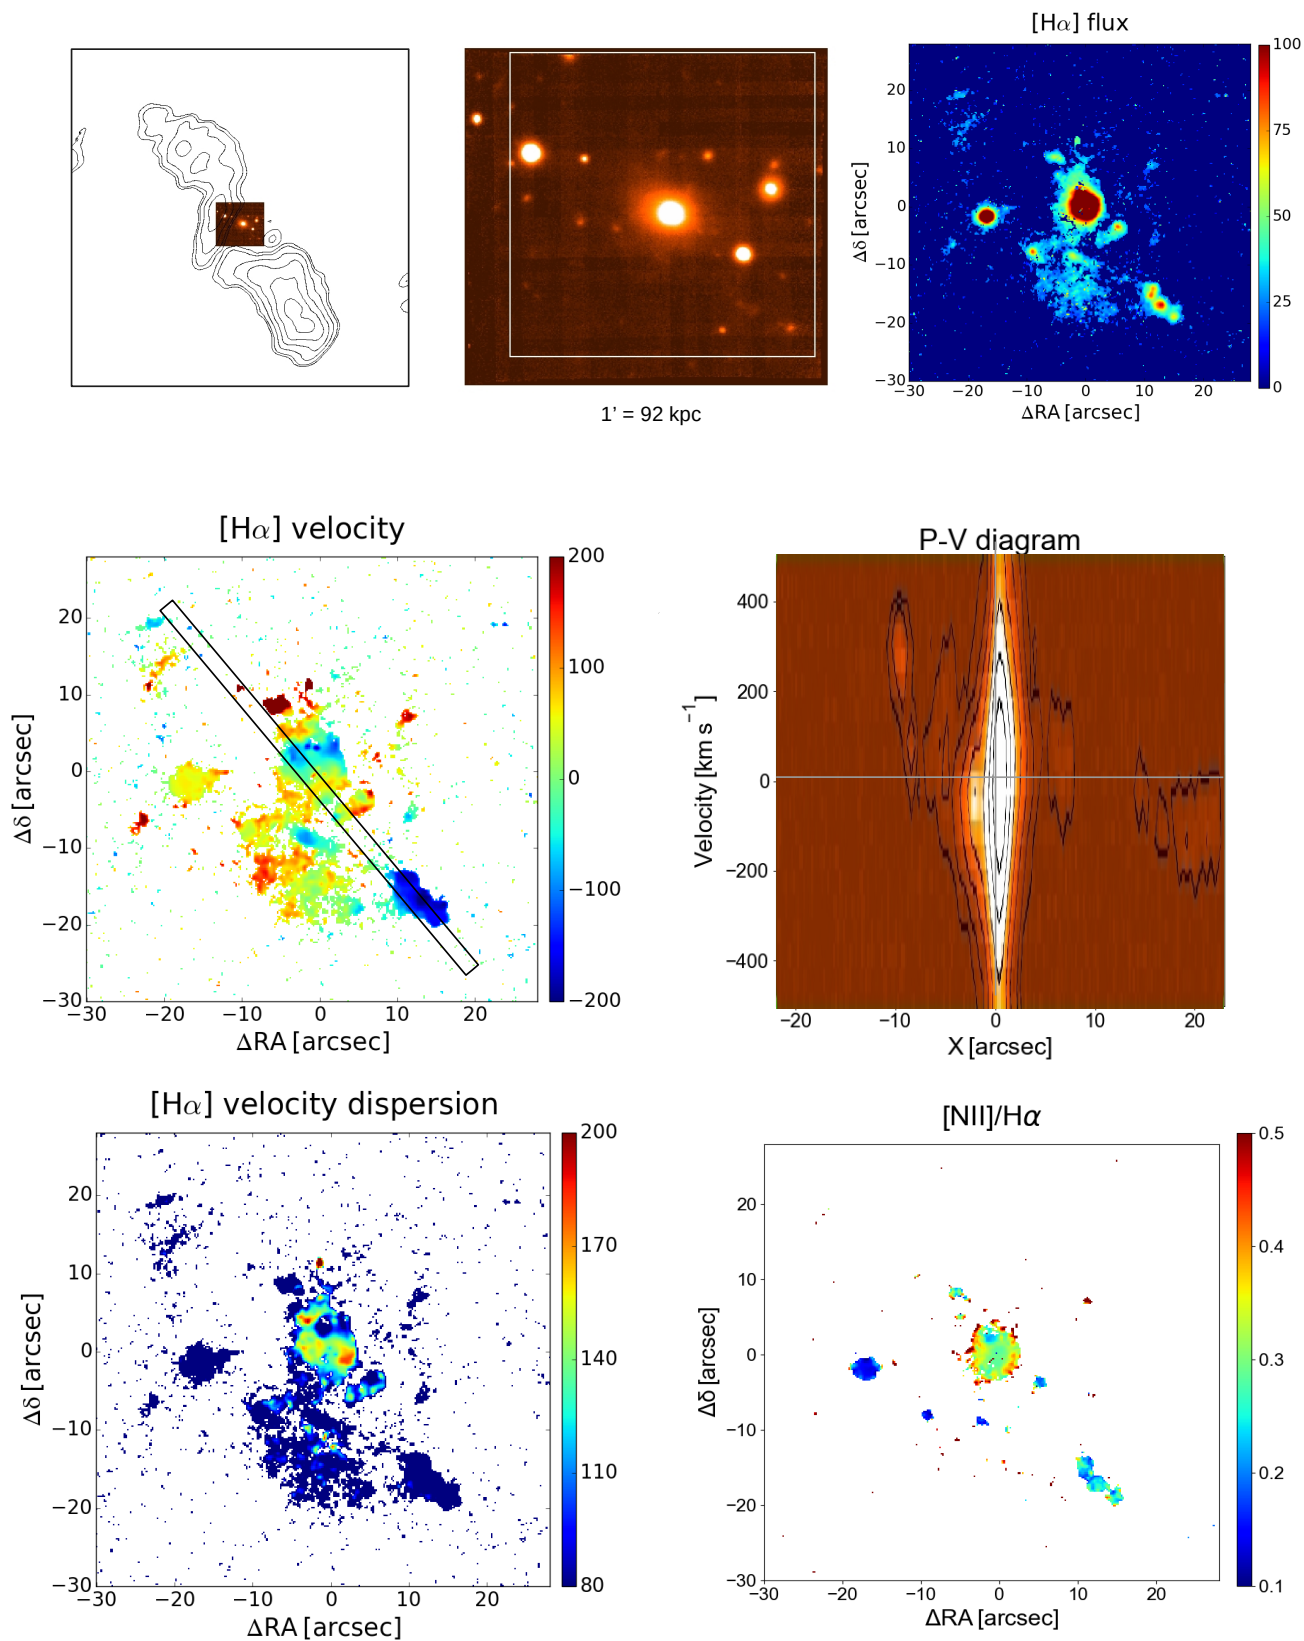 [Hα] flux
100
75
50
25
0
20
10
0
−10
−20
−30
Δδ [arcsec]
−30 −20 −10 0 10 20
ΔRA [arcsec]
1’ = 92 kpc
[Hα] velocity
200
100
0
−100
−200
20
10
0
−10
−20
−30
Δδ [arcsec]
−30 −20 −10 0 10 20
ΔRA [arcsec]
P-V diagram
400
200
0
−200
−400
Velocity [km s⁻¹]
−20 −10 0 10 20
X [arcsec]
[Hα] velocity dispersion
200
170
140
110
80
20
10
0
−10
−20
−30
Δδ [arcsec]
−30 −20 −10 0 10 20
ΔRA [arcsec]
[NII]/Hα
0.5
0.4
0.3
0.2
0.1
20
10
0
−10
−20
−30
Δδ [arcsec]
−30 −20 −10 0 10 20
ΔRA [arcsec]